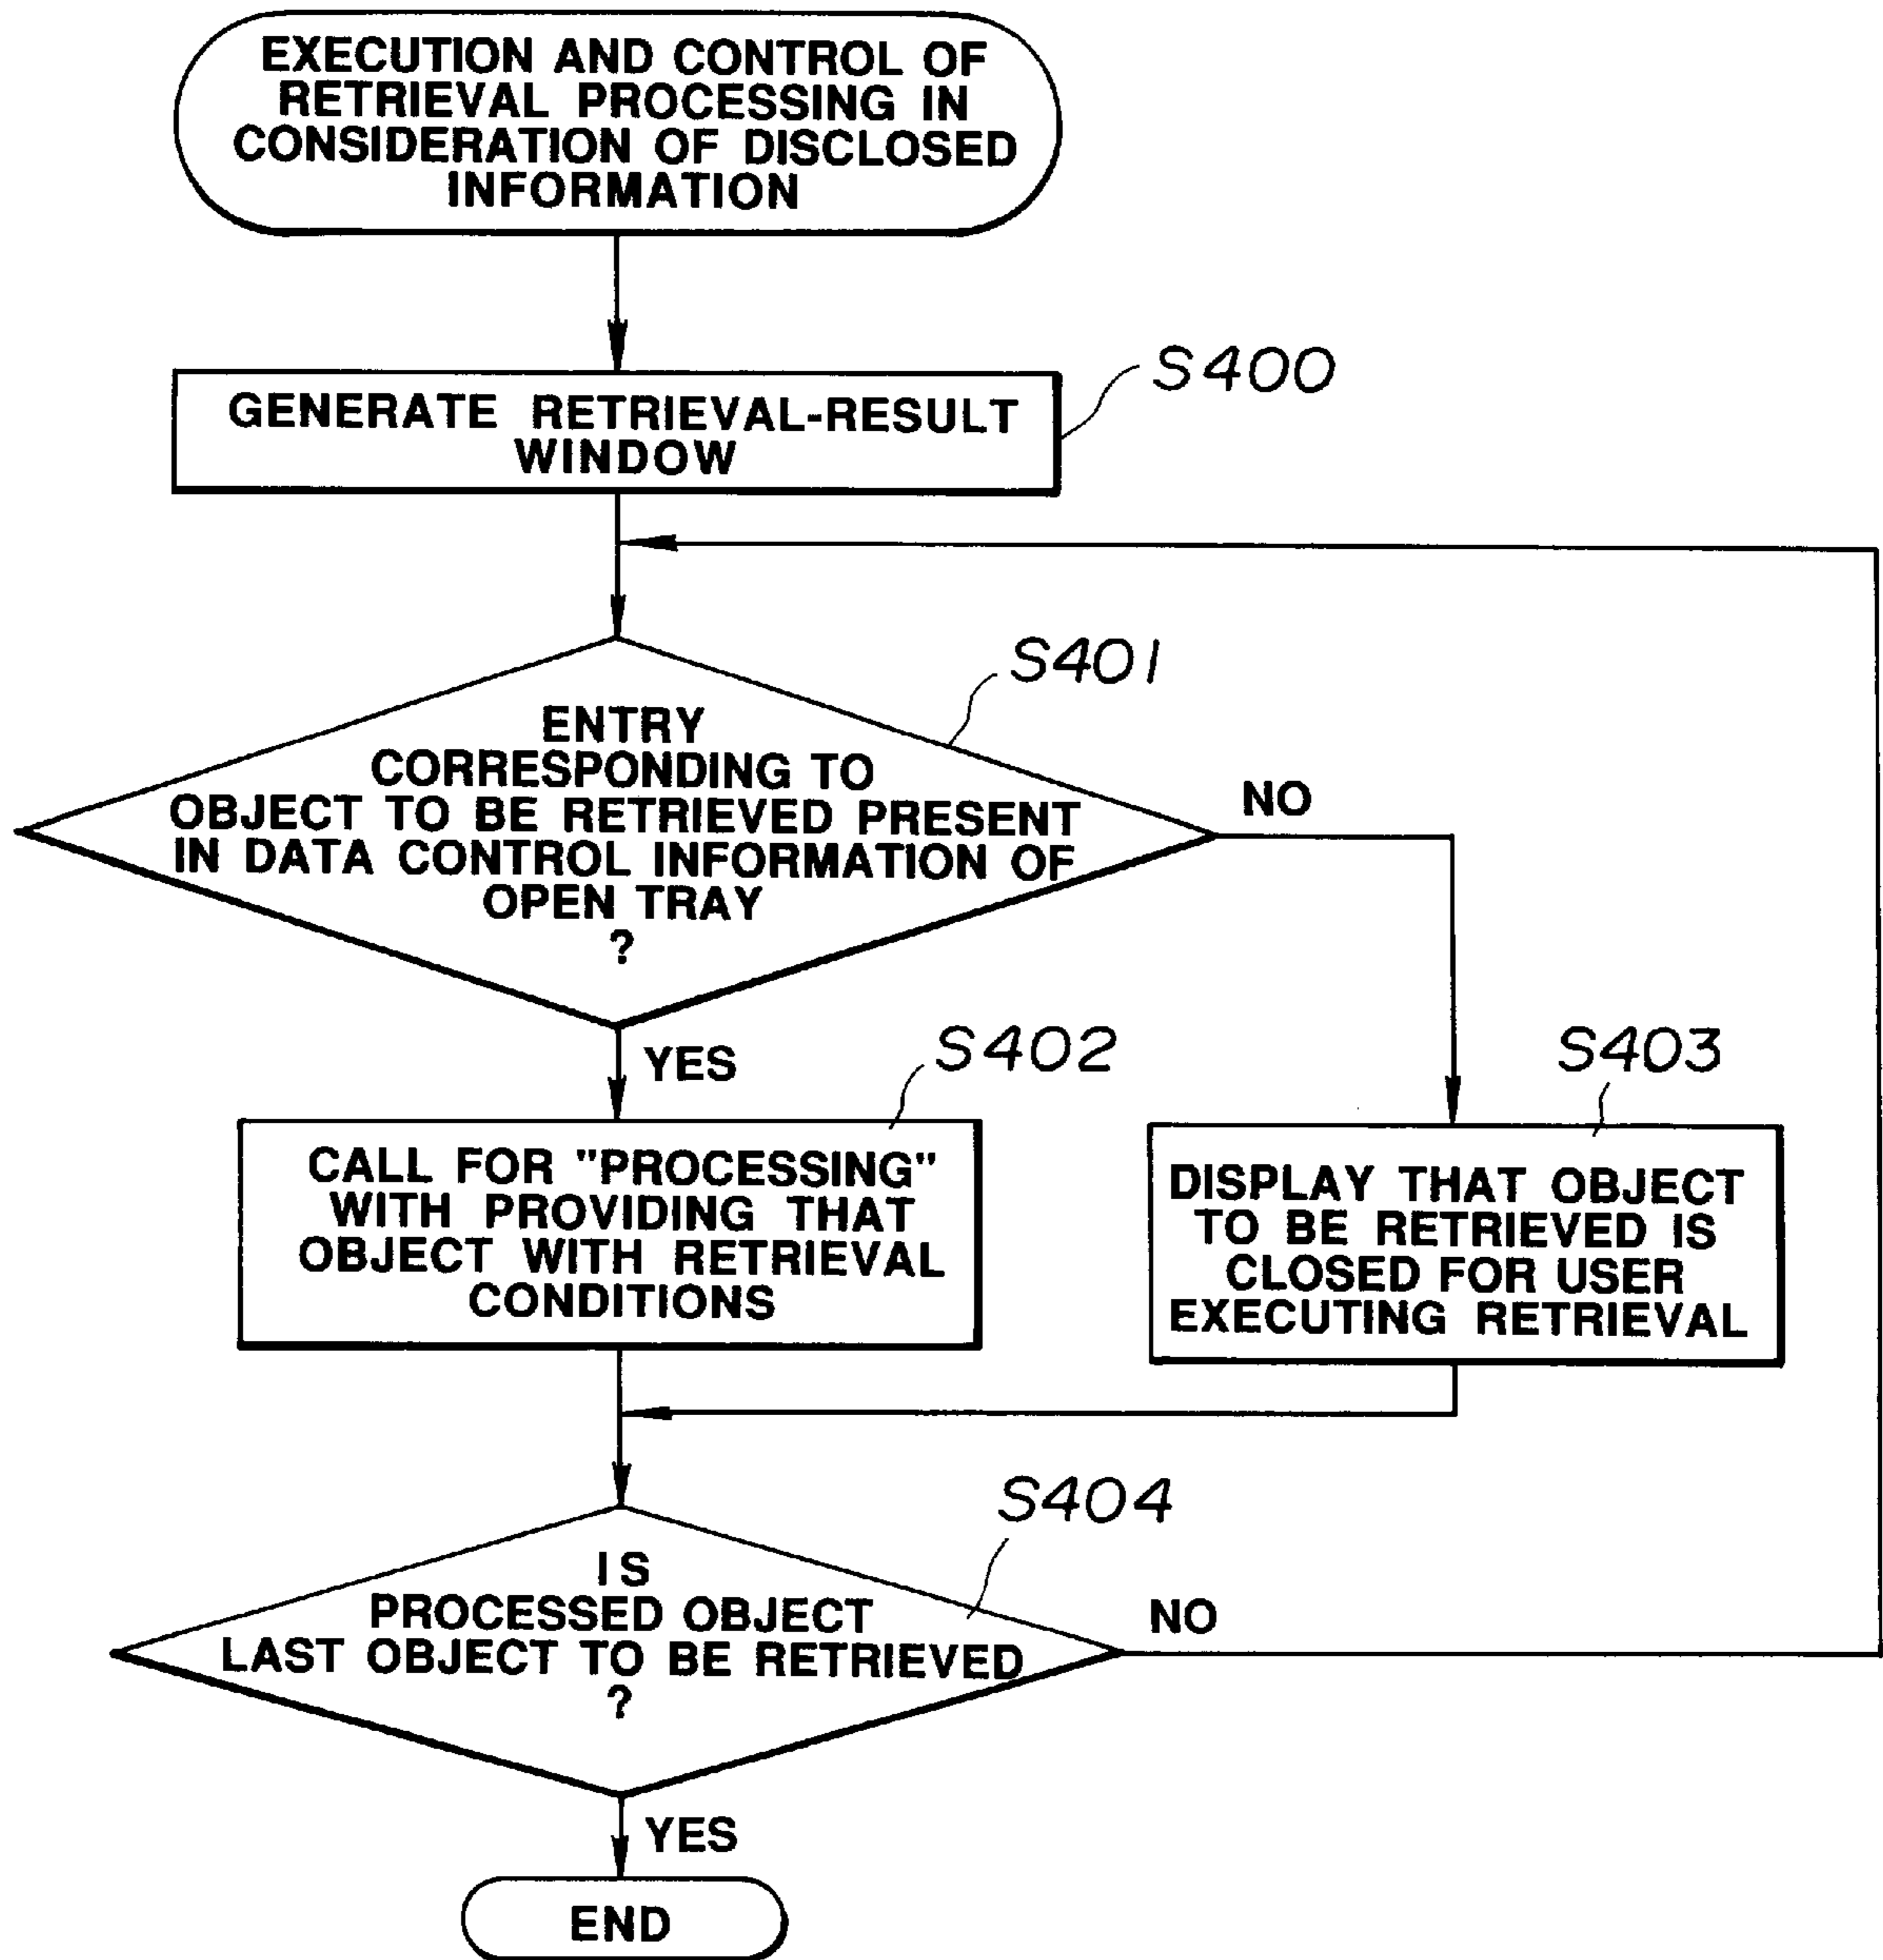 EXECUTION AND CONTROL OF
RETRIEVAL PROCESSING IN
CONSIDERATION OF DISCLOSED
INFORMATION
S400
GENERATE RETRIEVAL-RESULT
WINDOW
S401
ENTRY
CORRESPONDING TO
OBJECT TO BE RETRIEVED PRESENT
IN DATA CONTROL INFORMATION OF
OPEN TRAY
?
NO
YES
S402
CALL FOR "PROCESSING"
WITH PROVIDING THAT
OBJECT WITH RETRIEVAL
CONDITIONS
S403
DISPLAY THAT OBJECT
TO BE RETRIEVED IS
CLOSED FOR USER
EXECUTING RETRIEVAL
S404
IS
PROCESSED OBJECT
LAST OBJECT TO BE RETRIEVED
?
NO
YES
END